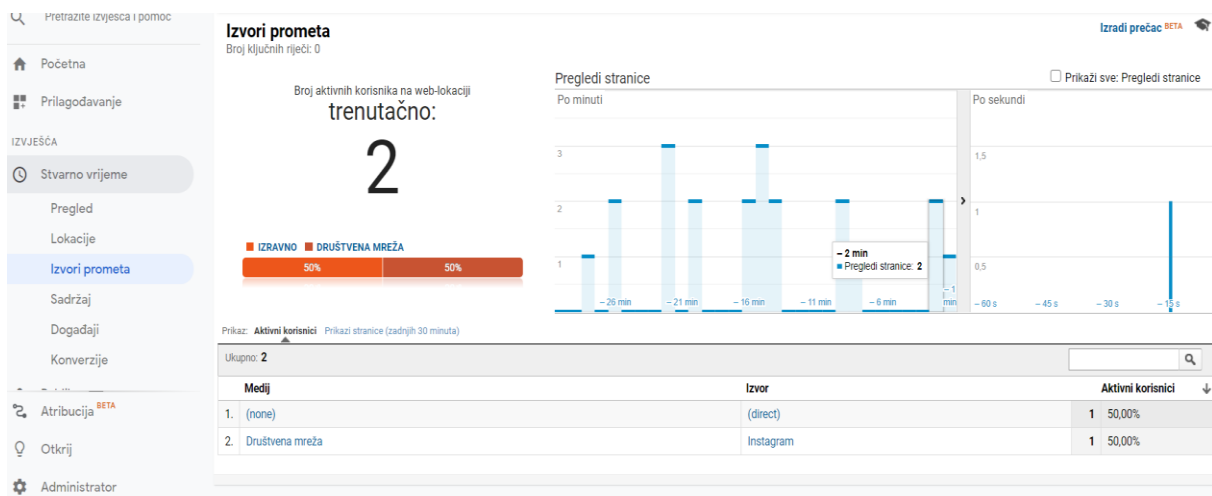 Pretražite izvješća i pomoć
Početna
Prilagođavanje
IZVJEŠĆA
Stvarno vrijeme
Pregled
Lokacije
Izvori prometa
Sadržaj
Događaji
Konverzije
Atribucija BETA
Otkrij
Administrator
Izvori prometa
Broj ključnih riječi: 0
Izradi prečac BETA
Broj aktivnih korisnika na web-lokaciji
trenutačno:
2
IZRAVNO DRUŠTVENA MREŽA
50% 50%
Pregledi stranice
Prikaži sve: Pregledi stranice
Po minuti
3
2
1
– 26 min – 21 min – 16 min – 11 min – 6 min – 1 min
– 2 min
Pregledi stranice: 2
Po sekundi
1,5
1
0,5
– 60 s – 45 s – 30 s – 15 s
Prikaz: Aktivni korisnici Prikazi stranice (zadnjih 30 minuta)
Ukupno: 2
Medij Izvor Aktivni korisnici
1. (none) (direct) 1 50,00%
2. Društvena mreža Instagram 1 50,00%